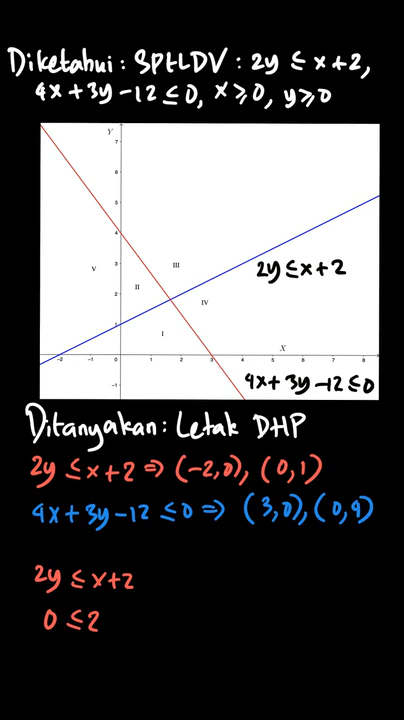 Diketahui: SPtLDV: 2y ≤ x+2,
4x+3y-12 ≤ 0, x ≥ 0, y ≥ 0
Y
7
6
5
4
3
V
III
2y ≤ x+2
2
II
IV
1
I
X
-2 -1 0 1 2 3 4 5 6 7 8
-1
4x+3y-12 ≤ 0
Ditanyakan: Letak DHP
2y ≤ x+2 ⇒ (-2,0), (0,1)
4x+3y-12 ≤ 0 ⇒ (3,0), (0,4)
2y ≤ x+2
0 ≤ 2